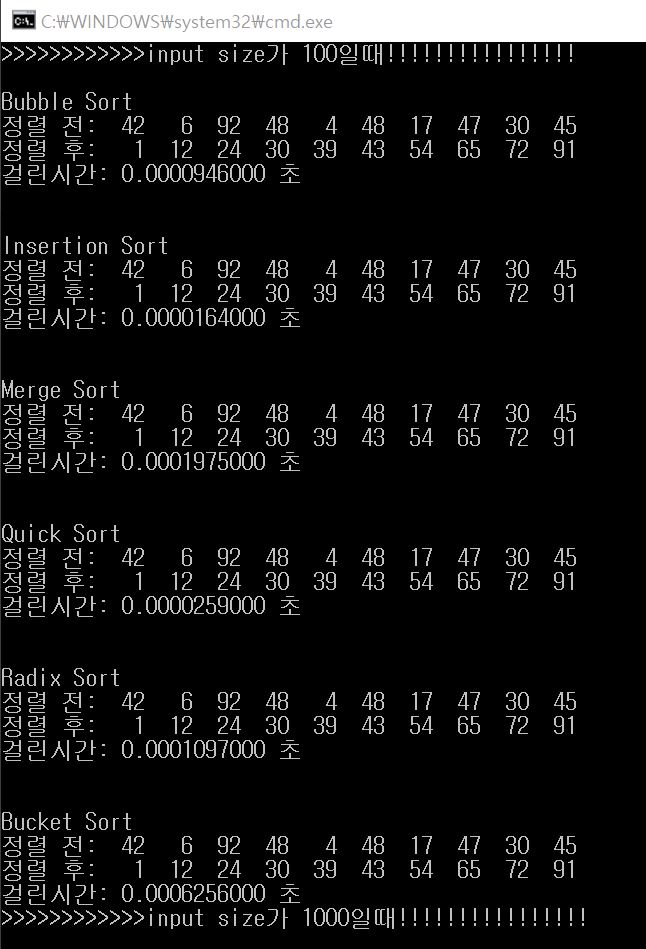 C:\WINDOWS\system32\cmd.exe
>>>>>>>>>>>>input size가 100일때!!!!!!!!!!!!!!!!
Bubble Sort
정렬 전:  42   6  92  48   4  48  17  47  30  45
정렬 후:   1  12  24  30  39  43  54  65  72  91
걸린시간: 0.0000946000 초
Insertion Sort
정렬 전:  42   6  92  48   4  48  17  47  30  45
정렬 후:   1  12  24  30  39  43  54  65  72  91
걸린시간: 0.0000164000 초
Merge Sort
정렬 전:  42   6  92  48   4  48  17  47  30  45
정렬 후:   1  12  24  30  39  43  54  65  72  91
걸린시간: 0.0001975000 초
Quick Sort
정렬 전:  42   6  92  48   4  48  17  47  30  45
정렬 후:   1  12  24  30  39  43  54  65  72  91
걸린시간: 0.0000259000 초
Radix Sort
정렬 전:  42   6  92  48   4  48  17  47  30  45
정렬 후:   1  12  24  30  39  43  54  65  72  91
걸린시간: 0.0001097000 초
Bucket Sort
정렬 전:  42   6  92  48   4  48  17  47  30  45
정렬 후:   1  12  24  30  39  43  54  65  72  91
걸린시간: 0.0006256000 초
>>>>>>>>>>>>input size가 1000일때!!!!!!!!!!!!!!!!